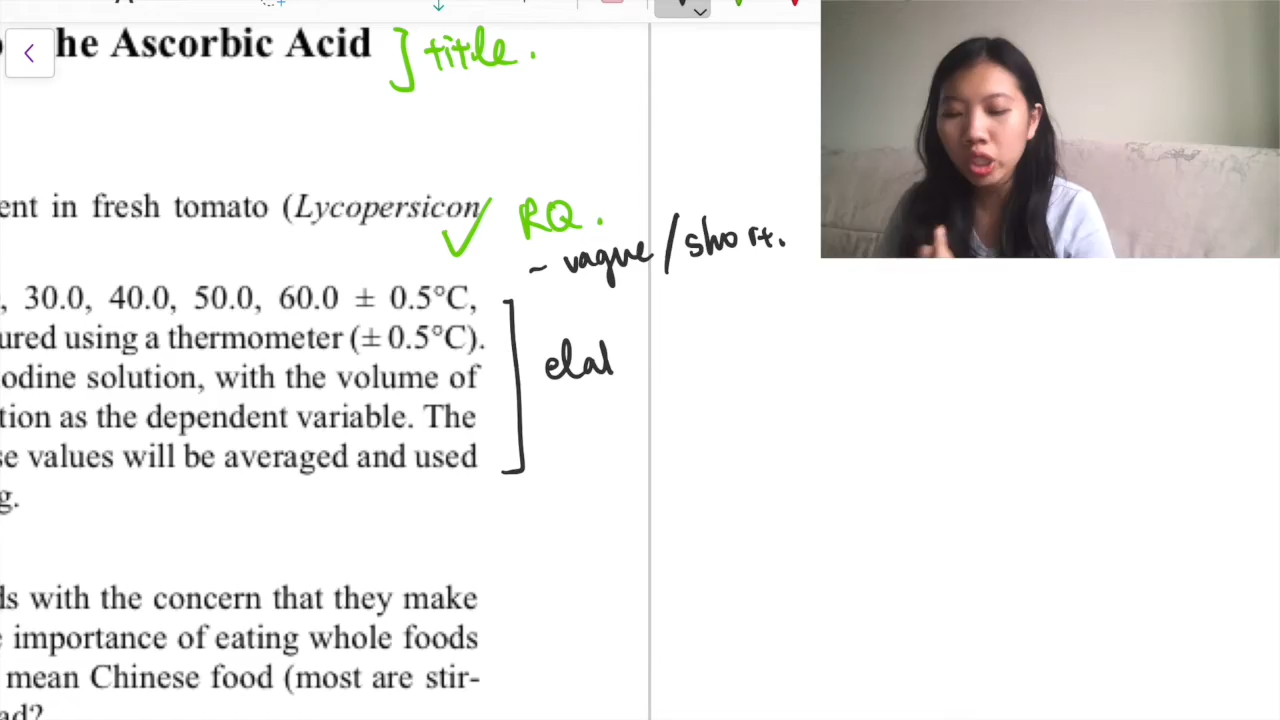 he Ascorbic Acid
title.
ent in fresh tomato (Lycopersicon
RQ.
~ vague/short.
, 30.0, 40.0, 50.0, 60.0 ± 0.5°C,
ured using a thermometer (± 0.5°C).
odine solution, with the volume of
elal
tion as the dependent variable. The
se values will be averaged and used
g.
ds with the concern that they make
e importance of eating whole foods
mean Chinese food (most are stir-
ad?